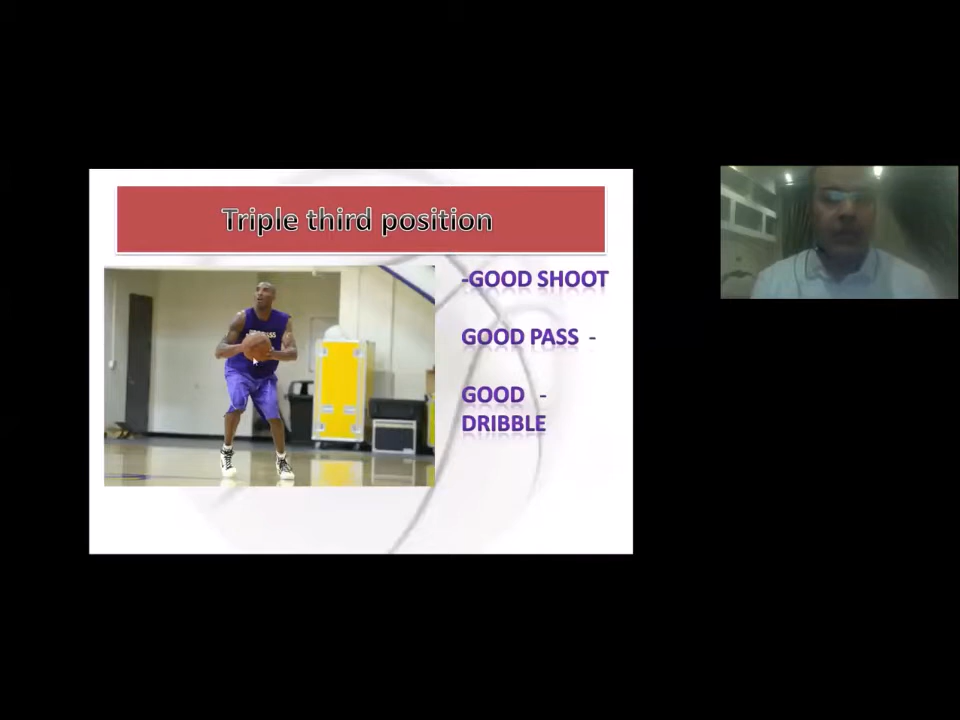 Triple third position
-GOOD SHOOT
GOOD PASS -
GOOD -
DRIBBLE